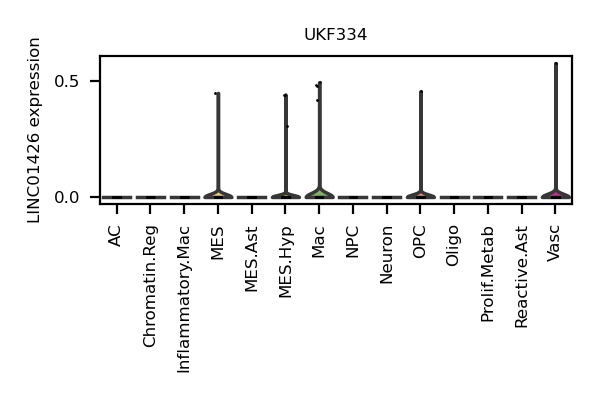 UKF334
LINC01426 expression
0.5
0.0
AC
Chromatin.Reg
Inflammatory.Mac
MES
MES.Ast
MES.Hyp
Mac
NPC
Neuron
OPC
Oligo
Prolif.Metab
Reactive.Ast
Vasc